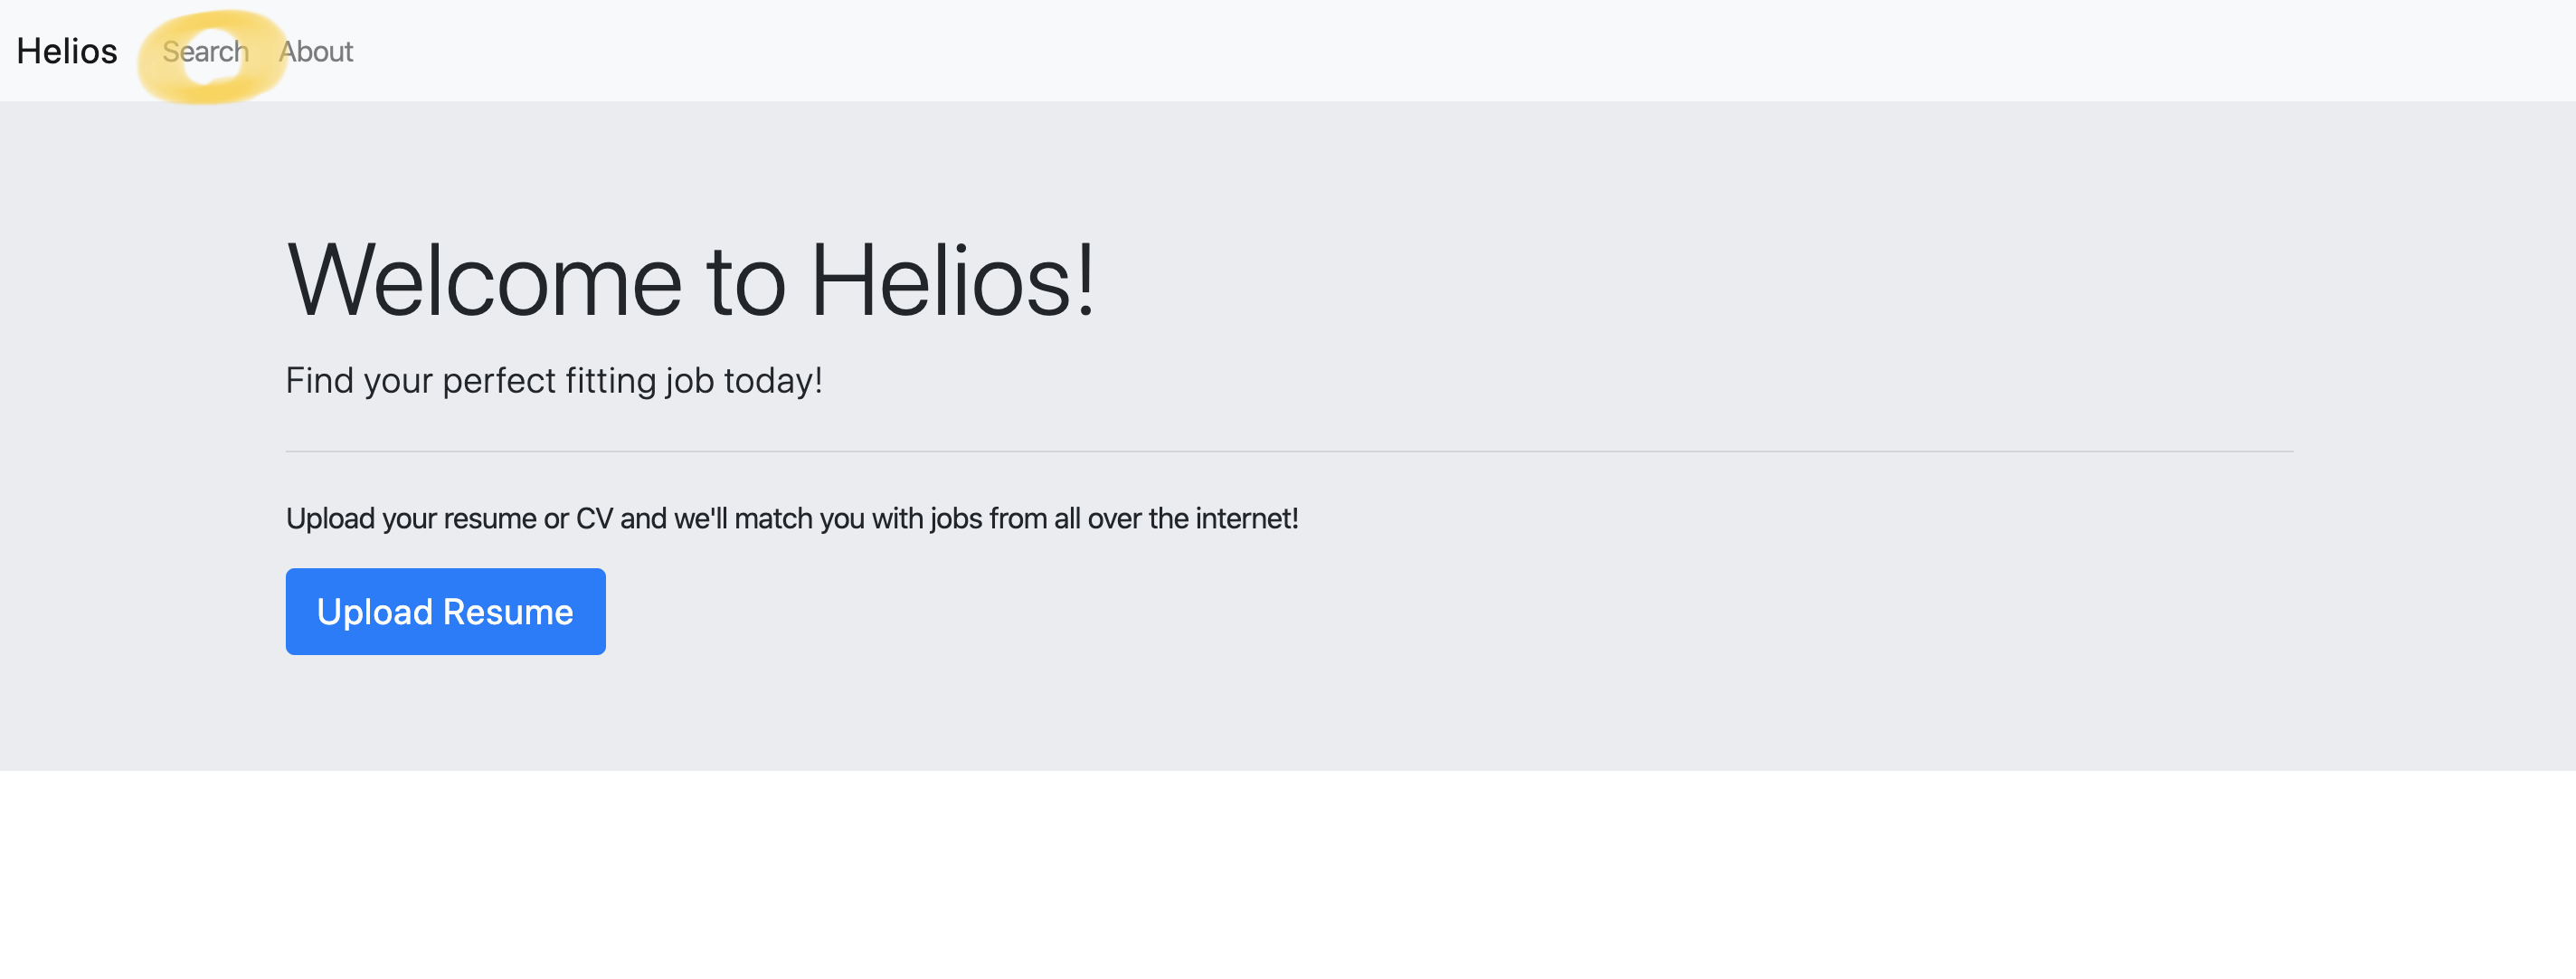 Helios Search About
Welcome to Helios!
Find your perfect fitting job today!
Upload your resume or CV and we'll match you with jobs from all over the internet!
Upload Resume